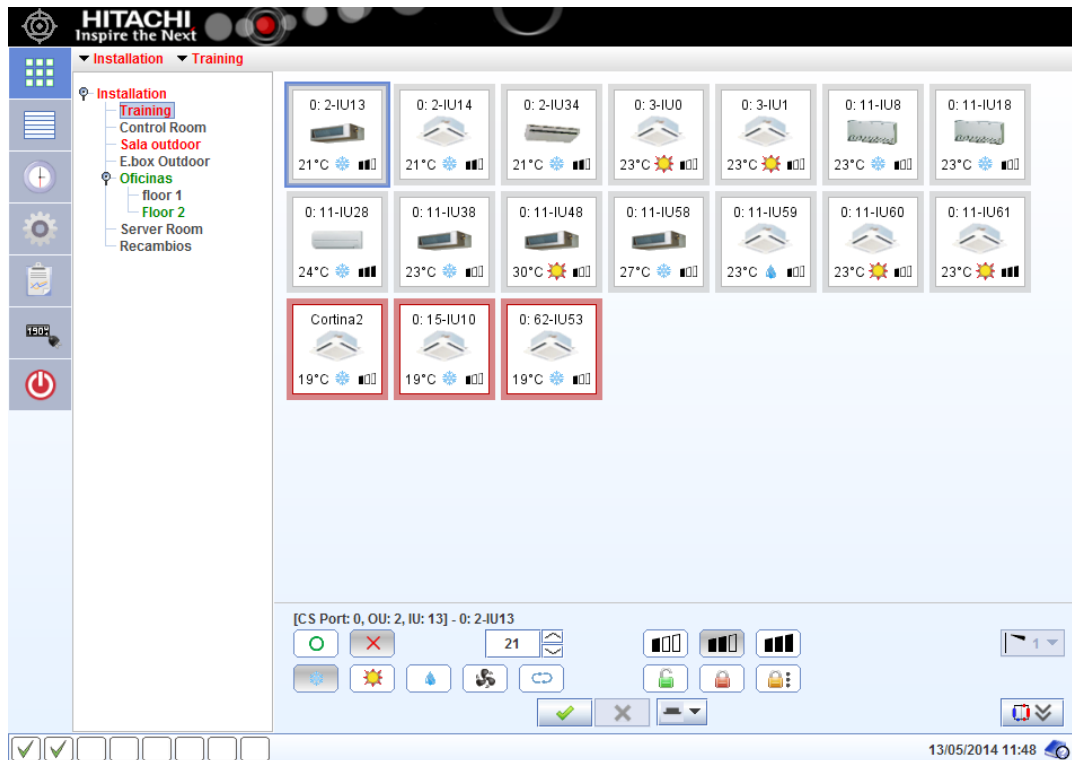 HITACHI
Inspire the Next
Installation Training
Installation
Training
Control Room
Sala outdoor
E.box Outdoor
Oficinas
floor 1
Floor 2
Server Room
Recambios
0: 2-IU13 0: 2-IU14 0: 2-IU34 0: 3-IU0 0: 3-IU1 0: 11-IU8 0: 11-IU18
21°C 21°C 21°C 23°C 23°C 23°C 23°C
0: 11-IU28 0: 11-IU38 0: 11-IU48 0: 11-IU58 0: 11-IU59 0: 11-IU60 0: 11-IU61
24°C 23°C 30°C 27°C 23°C 23°C 23°C
Cortina2 0: 15-IU10 0: 62-IU53
19°C 19°C 19°C
[CS Port: 0, OU: 2, IU: 13] - 0: 2-IU13
21
1
13/05/2014 11:48